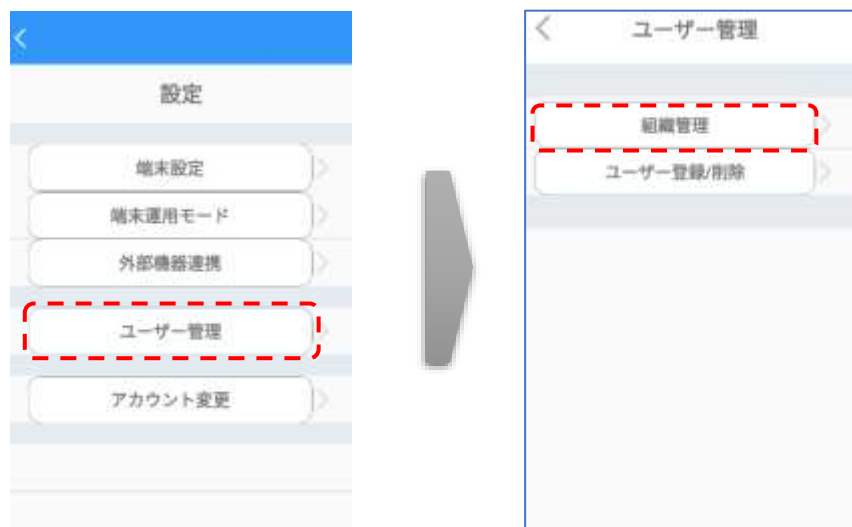 設定
端末設定
端末運用モード
外部機器連携
ユーザー管理
アカウント変更
ユーザー管理
組織管理
ユーザー登録/削除